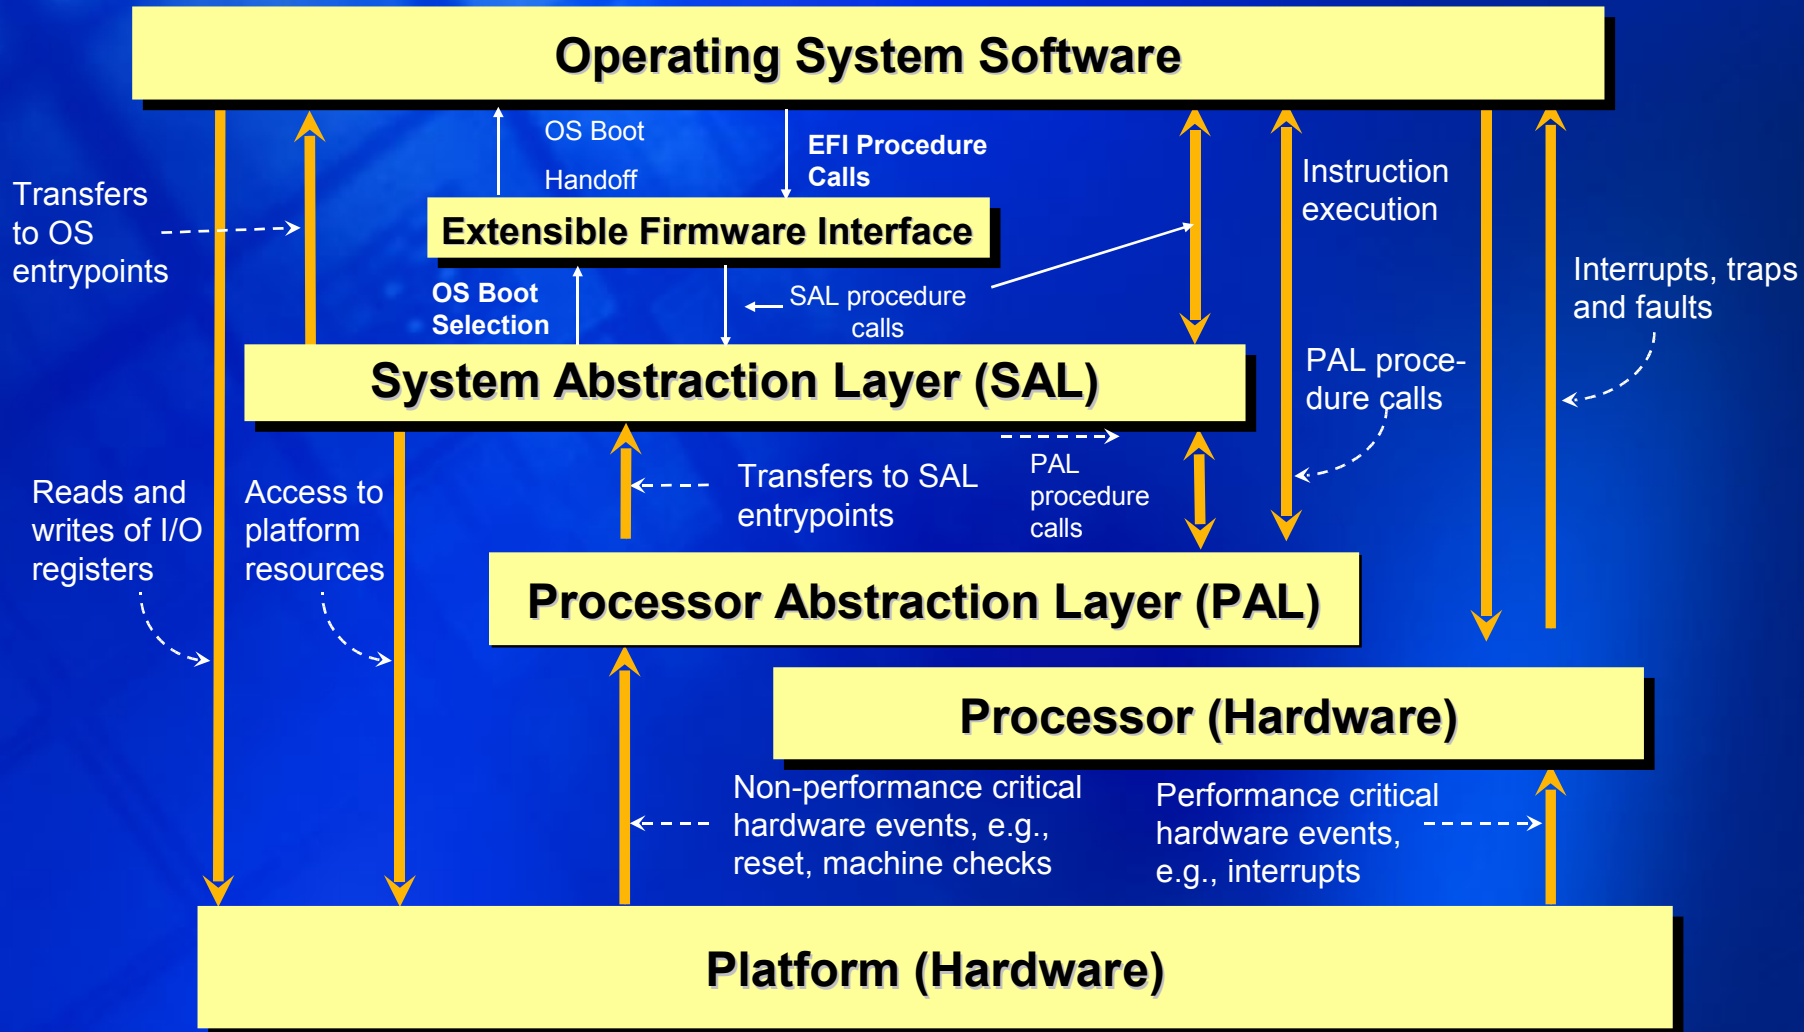 Operating System Software
OS Boot
Handoff
EFI Procedure
Calls
Transfers
to OS
entrypoints
Instruction
execution
Extensible Firmware Interface
Interrupts, traps
and faults
OS Boot
Selection
SAL procedure
calls
System Abstraction Layer (SAL)
PAL proce-
dure calls
Reads and
writes of I/O
registers
Access to
platform
resources
Transfers to SAL
entrypoints
PAL
procedure
calls
Processor Abstraction Layer (PAL)
Processor (Hardware)
Non-performance critical
hardware events, e.g.,
reset, machine checks
Performance critical
hardware events,
e.g., interrupts
Platform (Hardware)